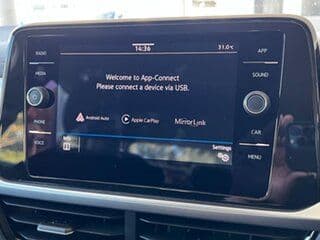 RADIO
MEDIA
PHONE
VOICE
14:36
31.0°C
Welcome to App-Connect
Please connect a device via USB.
Android Auto
Apple CarPlay
MirrorLink
Info
Settings
APP
SOUND
CAR
MENU